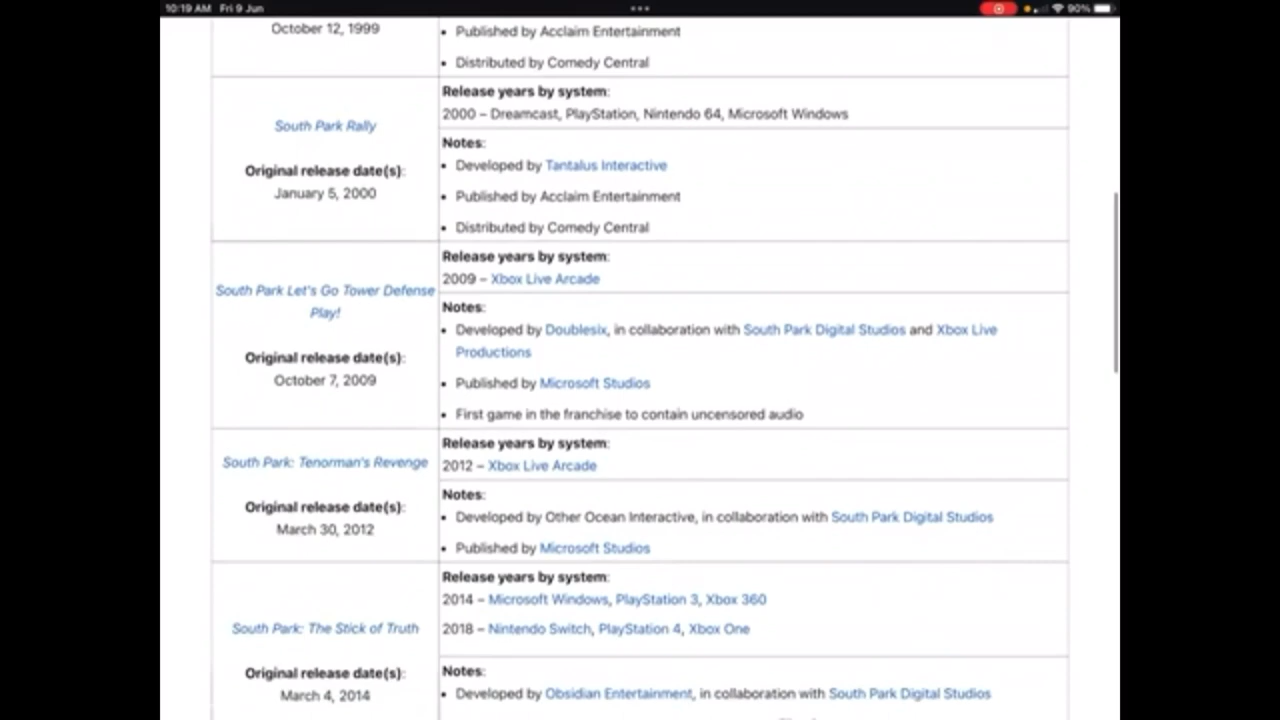 10:19 AM Fri 9 Jun
90%
October 12, 1999
• Published by Acclaim Entertainment
• Distributed by Comedy Central
South Park Rally
Original release date(s):
January 5, 2000
Release years by system:
2000 – Dreamcast, PlayStation, Nintendo 64, Microsoft Windows
Notes:
• Developed by Tantalus Interactive
• Published by Acclaim Entertainment
• Distributed by Comedy Central
South Park Let's Go Tower Defense
Play!
Original release date(s):
October 7, 2009
Release years by system:
2009 – Xbox Live Arcade
Notes:
• Developed by Doublesix, in collaboration with South Park Digital Studios and Xbox Live
Productions
• Published by Microsoft Studios
• First game in the franchise to contain uncensored audio
South Park: Tenorman's Revenge
Original release date(s):
March 30, 2012
Release years by system:
2012 – Xbox Live Arcade
Notes:
• Developed by Other Ocean Interactive, in collaboration with South Park Digital Studios
• Published by Microsoft Studios
South Park: The Stick of Truth
Original release date(s):
March 4, 2014
Release years by system:
2014 – Microsoft Windows, PlayStation 3, Xbox 360
2018 – Nintendo Switch, PlayStation 4, Xbox One
Notes:
• Developed by Obsidian Entertainment, in collaboration with South Park Digital Studios